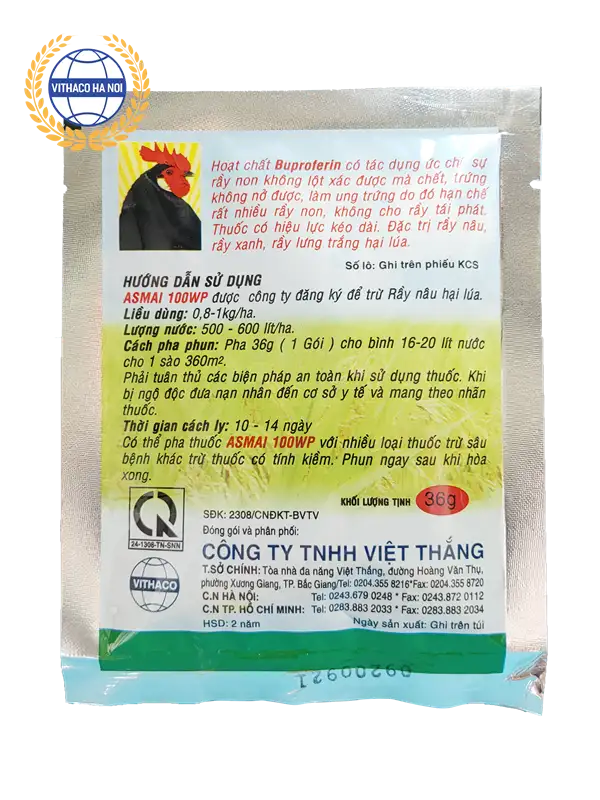 VITHACO HA NOI
Hoạt chất Buproferin có tác dụng ức chế sự
rầy non không lột xác được mà chết, trứng
không nở được, làm ung trứng do đó hạn chế
rất nhiều rầy non, không cho rầy tái phát.
Thuốc có hiệu lực kéo dài. Đặc trị rầy nâu,
rầy xanh, rầy lưng trắng hại lúa.
Số lô: Ghi trên phiếu KCS
HƯỚNG DẪN SỬ DỤNG
ASMAI 100WP được công ty đăng ký để trừ Rầy nâu hại lúa.
Liều dùng: 0,8-1kg/ha.
Lượng nước: 500 - 600 lít/ha.
Cách pha phun: Pha 36g ( 1 Gói ) cho bình 16-20 lít nước
cho 1 sào 360m2.
Phải tuân thủ các biện pháp an toàn khi sử dụng thuốc. Khi
bị ngộ độc đưa nạn nhân đến cơ sở y tế và mang theo nhãn
thuốc.
Thời gian cách ly: 10 - 14 ngày
Có thể pha thuốc ASMAI 100WP với nhiều loại thuốc trừ sâu
bệnh khác trừ thuốc có tính kiềm. Phun ngay sau khi hòa
xong.
KHỐI LƯỢNG TỊNH 36g
24-1308-TN-SNN
SĐK: 2308/CNĐKT-BVTV
Đóng gói và phân phối:
CÔNG TY TNHH VIỆT THẮNG
VITHACO
T.SỞ CHÍNH: Tòa nhà đa năng Việt Thắng, đường Hoàng Văn Thụ,
phường Xương Giang, TP. Bắc Giang/Tel: 0204.355 8216*Fax: 0204.355 8720
C.N HÀ NỘI: Tel: 0243.679 0248 * Fax: 0243.872 0112
C.N TP. HỒ CHÍ MINH: Tel: 0283.883 2033 * Fax: 0283.883 2034
HSD: 2 năm
Ngày sản xuất: Ghi trên túi
09200921